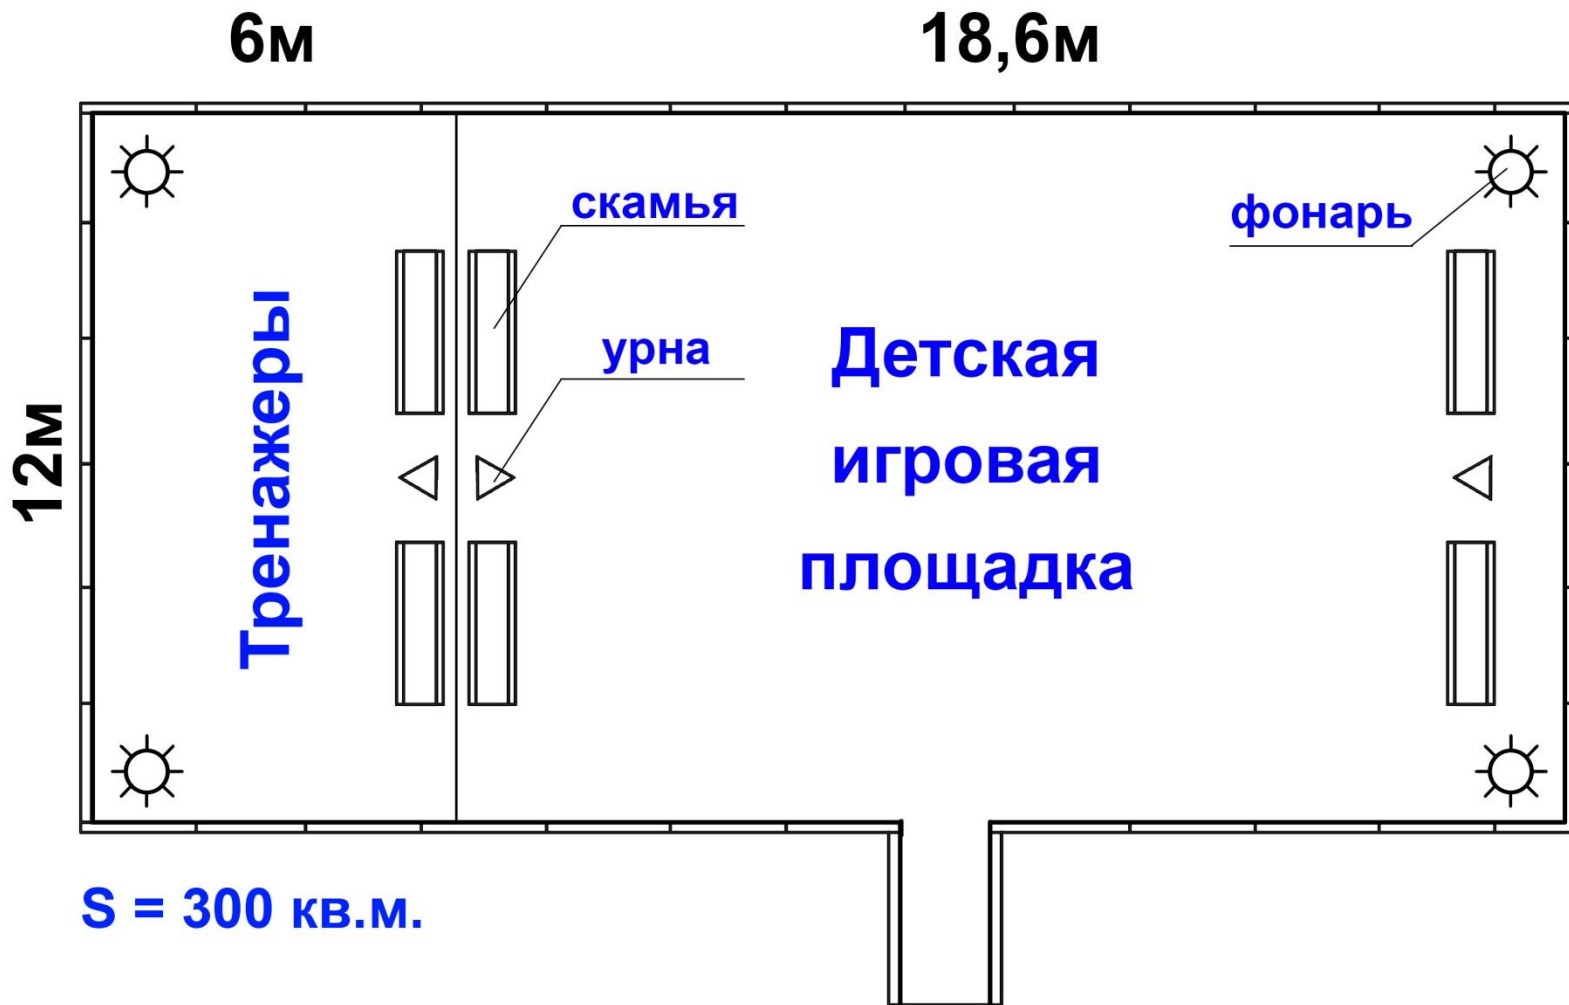 6м
18,6м
скамья
фонарь
урна
Тренажеры
12м
Детская
игровая
площадка
S = 300 кв.м.